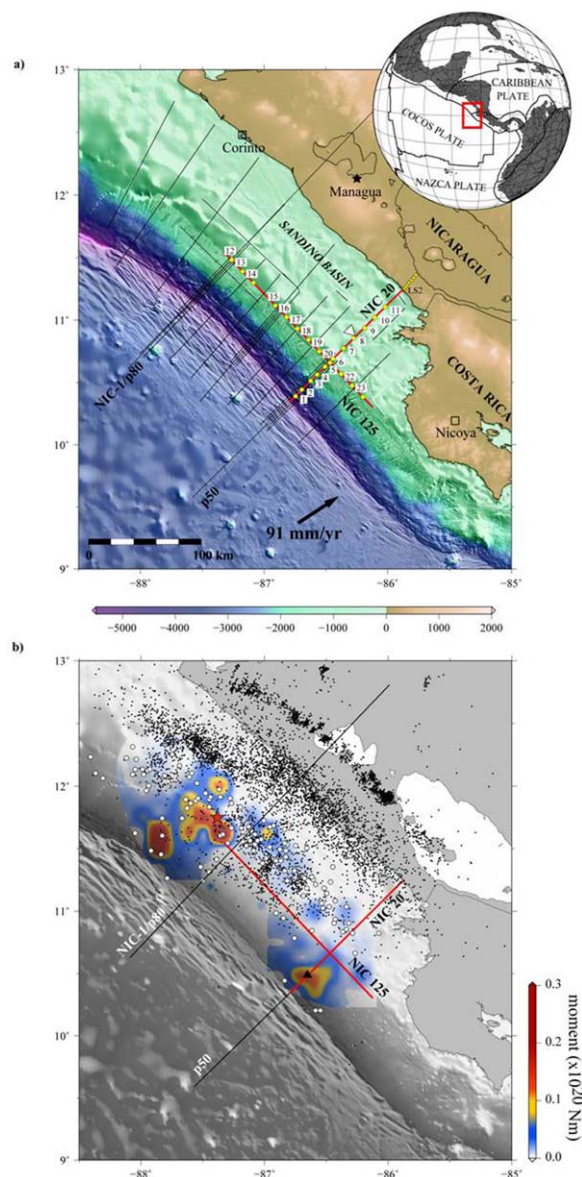 a)
CARIBBEAN
PLATE
COCOS PLATE
NAZCA PLATE
13°
12°
11°
10°
9°
Corinto
Managua
SANDINO BASIN
NICARAGUA
COSTA RICA
Nicoya
NIC 20
LS2
12
13
14
15
16
17
18
19
20
22
23
11
10
9
8
7
6
5
4
3
2
1
NIC 125
NIC-1/p80
p50
91 mm/yr
0 100 km
−88° −87° −86° −85°
−5000 −4000 −3000 −2000 −1000 0 1000 2000
b)
13°
12°
11°
10°
9°
NIC-1/p80
NIC 20
NIC 125
p50
−88° −87° −86° −85°
0.3
0.1
0.0
moment (x1020 Nm)